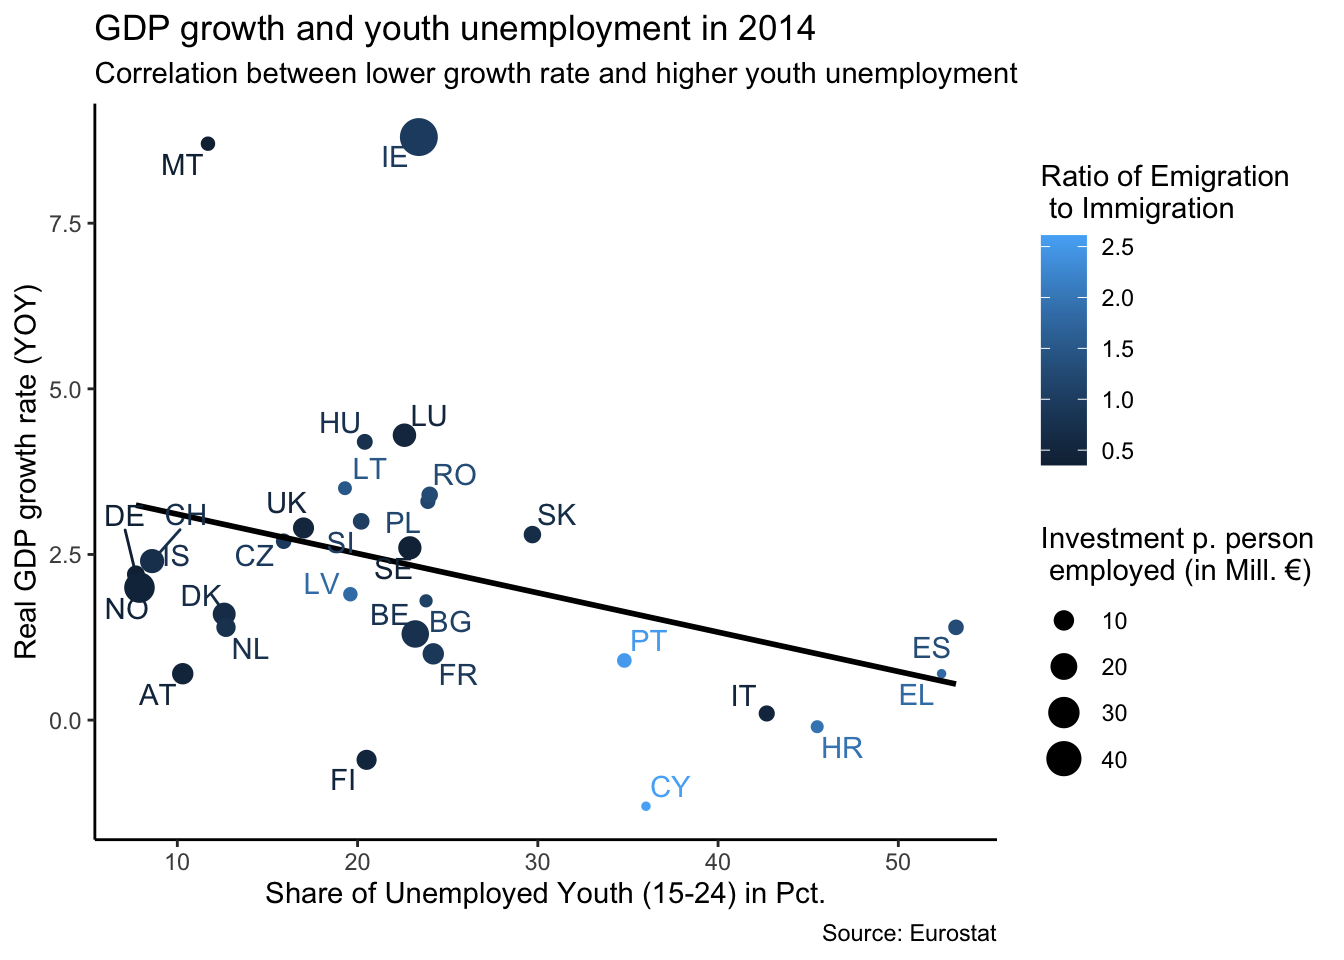 GDP growth and youth unemployment in 2014
Correlation between lower growth rate and higher youth unemployment
Real GDP growth rate (YOY)
7.5
5.0
2.5
0.0
MT
IE
HU
LU
LT
RO
UK
DE
CH
PL
SK
SI
CZ
IS
SE
LV
DK
NO
BE
BG
NL
FR
AT
PT
ES
EL
IT
HR
FI
CY
10
20
30
40
50
Share of Unemployed Youth (15-24) in Pct.
Source: Eurostat
Ratio of Emigration
to Immigration
2.5
2.0
1.5
1.0
0.5
Investment p. person
employed (in Mill. €)
10
20
30
40